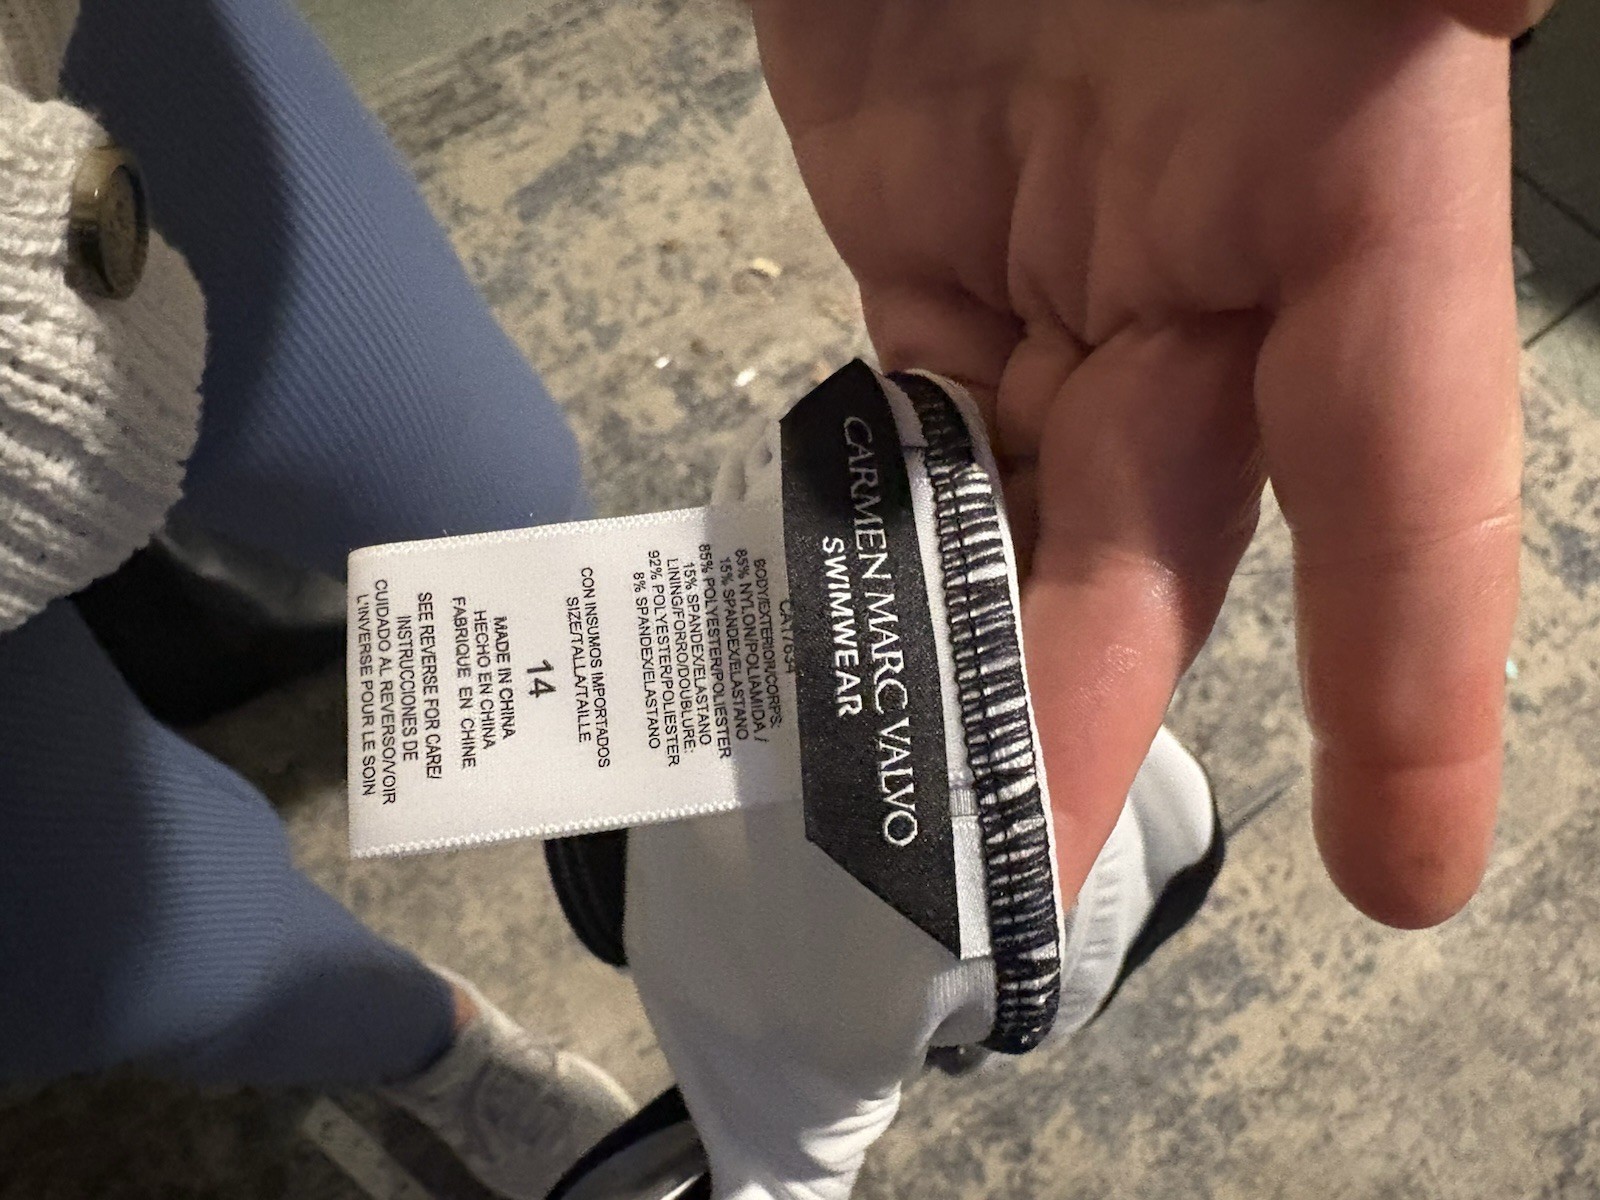 CARMEN MARC VALVO
SWIMWEAR
CA17634
BODY/EXTERIOR/CORPS:
85% NYLON/POLIAMIDA /
15% SPANDEX/ELASTANO
85% POLYESTER/POLIESTER
15% SPANDEX/ELASTANO
LINING/FORRO/DOUBLURE:
92% POLYESTER/POLIESTER
8% SPANDEX/ELASTANO
CON INSUMOS IMPORTADOS
SIZE/TALLA/TAILLE
14
MADE IN CHINA
HECHO EN CHINA
FABRIQUE EN CHINE
SEE REVERSE FOR CARE/
INSTRUCCIONES DE
CUIDADO AL REVERSO/VOIR
L'INVERSE POUR LE SOIN